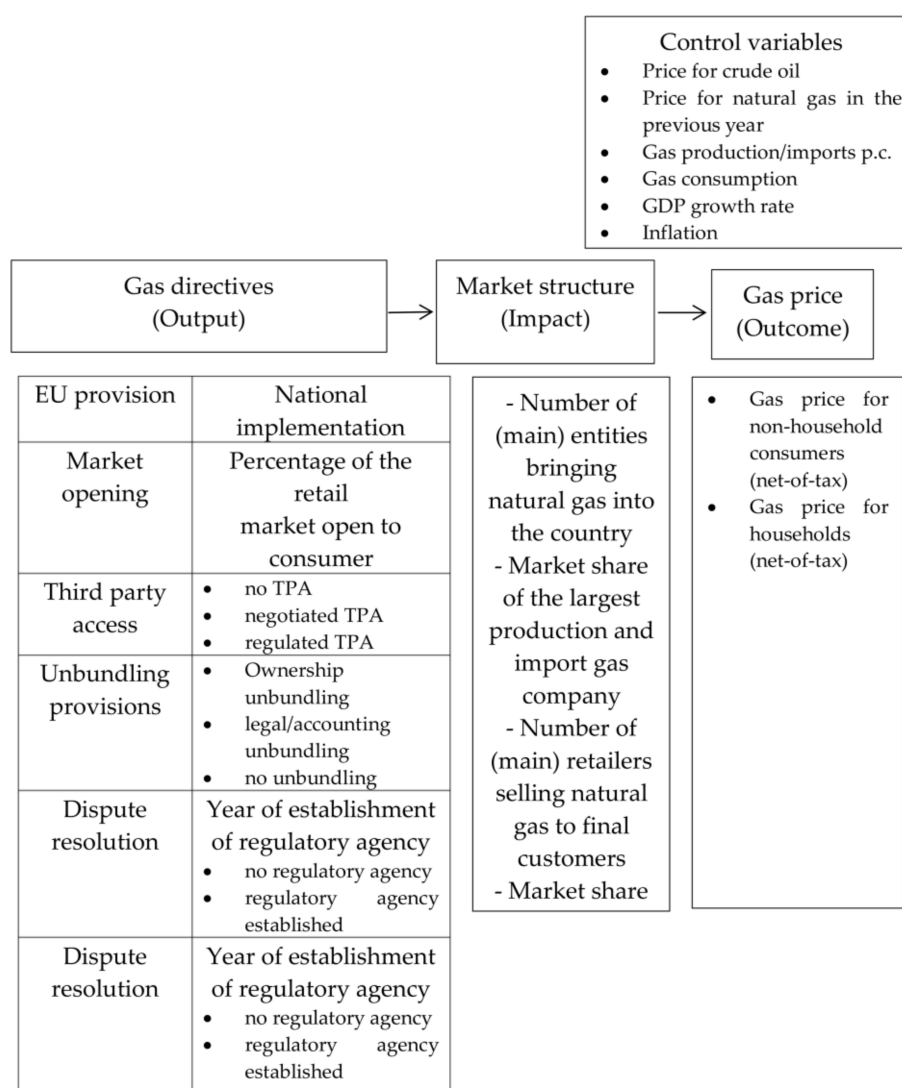 Control variables
• Price for crude oil
• Price for natural gas in the
previous year
• Gas production/imports p.c.
• Gas consumption
• GDP growth rate
• Inflation
Gas directives
(Output)
Market structure
(Impact)
Gas price
(Outcome)
EU provision
National
implementation
Market
opening
Percentage of the
retail
market open to
consumer
Third party
access
• no TPA
• negotiated TPA
• regulated TPA
Unbundling
provisions
• Ownership
unbundling
• legal/accounting
unbundling
• no unbundling
Dispute
resolution
Year of establishment
of regulatory agency
• no regulatory agency
• regulatory agency
established
Dispute
resolution
Year of establishment
of regulatory agency
• no regulatory agency
• regulatory agency
established
- Number of
(main) entities
bringing
natural gas into
the country
- Market share
of the largest
production and
import gas
company
- Number of
(main) retailers
selling natural
gas to final
customers
- Market share
• Gas price for
non-household
consumers
(net-of-tax)
• Gas price for
households
(net-of-tax)